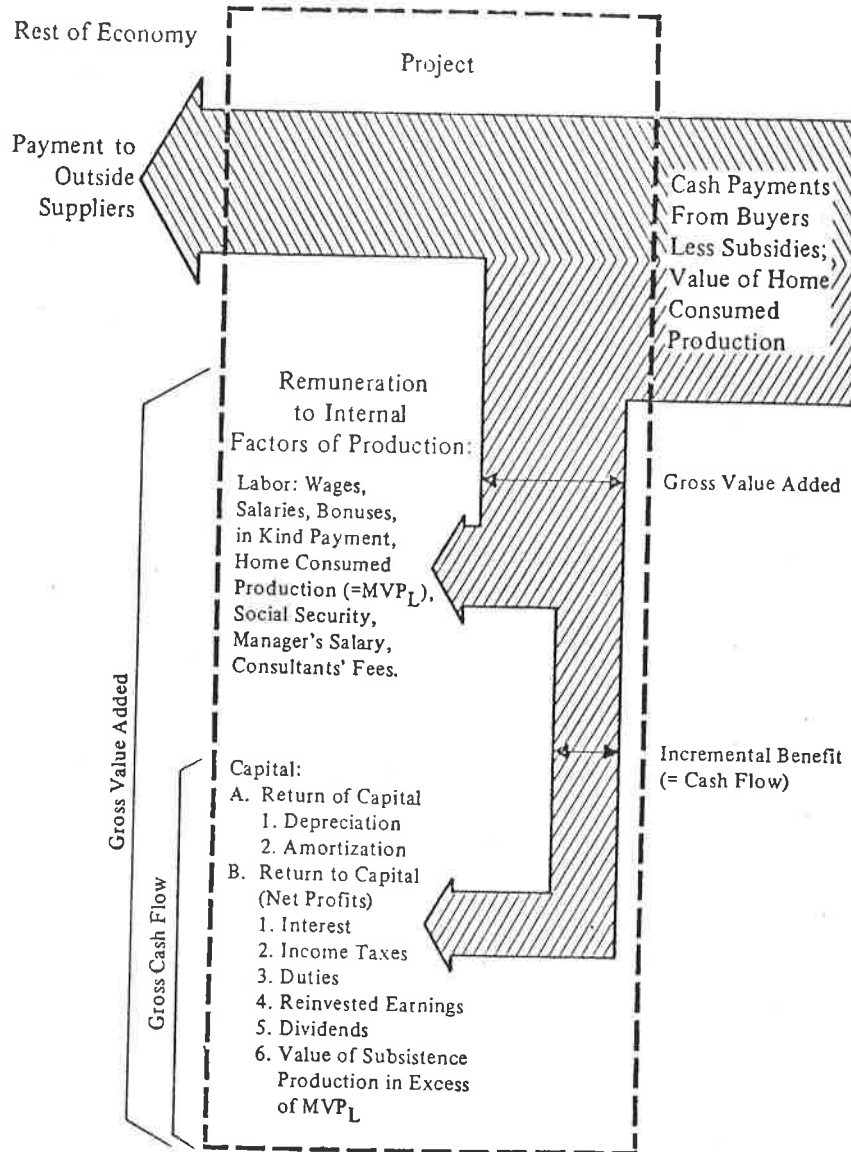 Rest of Economy
Project
Payment to
Outside
Suppliers
Cash Payments
From Buyers
Less Subsidies;
Value of Home
Consumed
Production
Remuneration
to Internal
Factors of Production:
Labor: Wages,
Salaries, Bonuses,
in Kind Payment,
Home Consumed
Production (=MVPL),
Social Security,
Manager's Salary,
Consultants' Fees.
Gross Value Added
Incremental Benefit
(= Cash Flow)
Capital:
A. Return of Capital
1. Depreciation
2. Amortization
B. Return to Capital
(Net Profits)
1. Interest
2. Income Taxes
3. Duties
4. Reinvested Earnings
5. Dividends
6. Value of Subsistence
Production in Excess
of MVPL
Gross Value Added
Gross Cash Flow